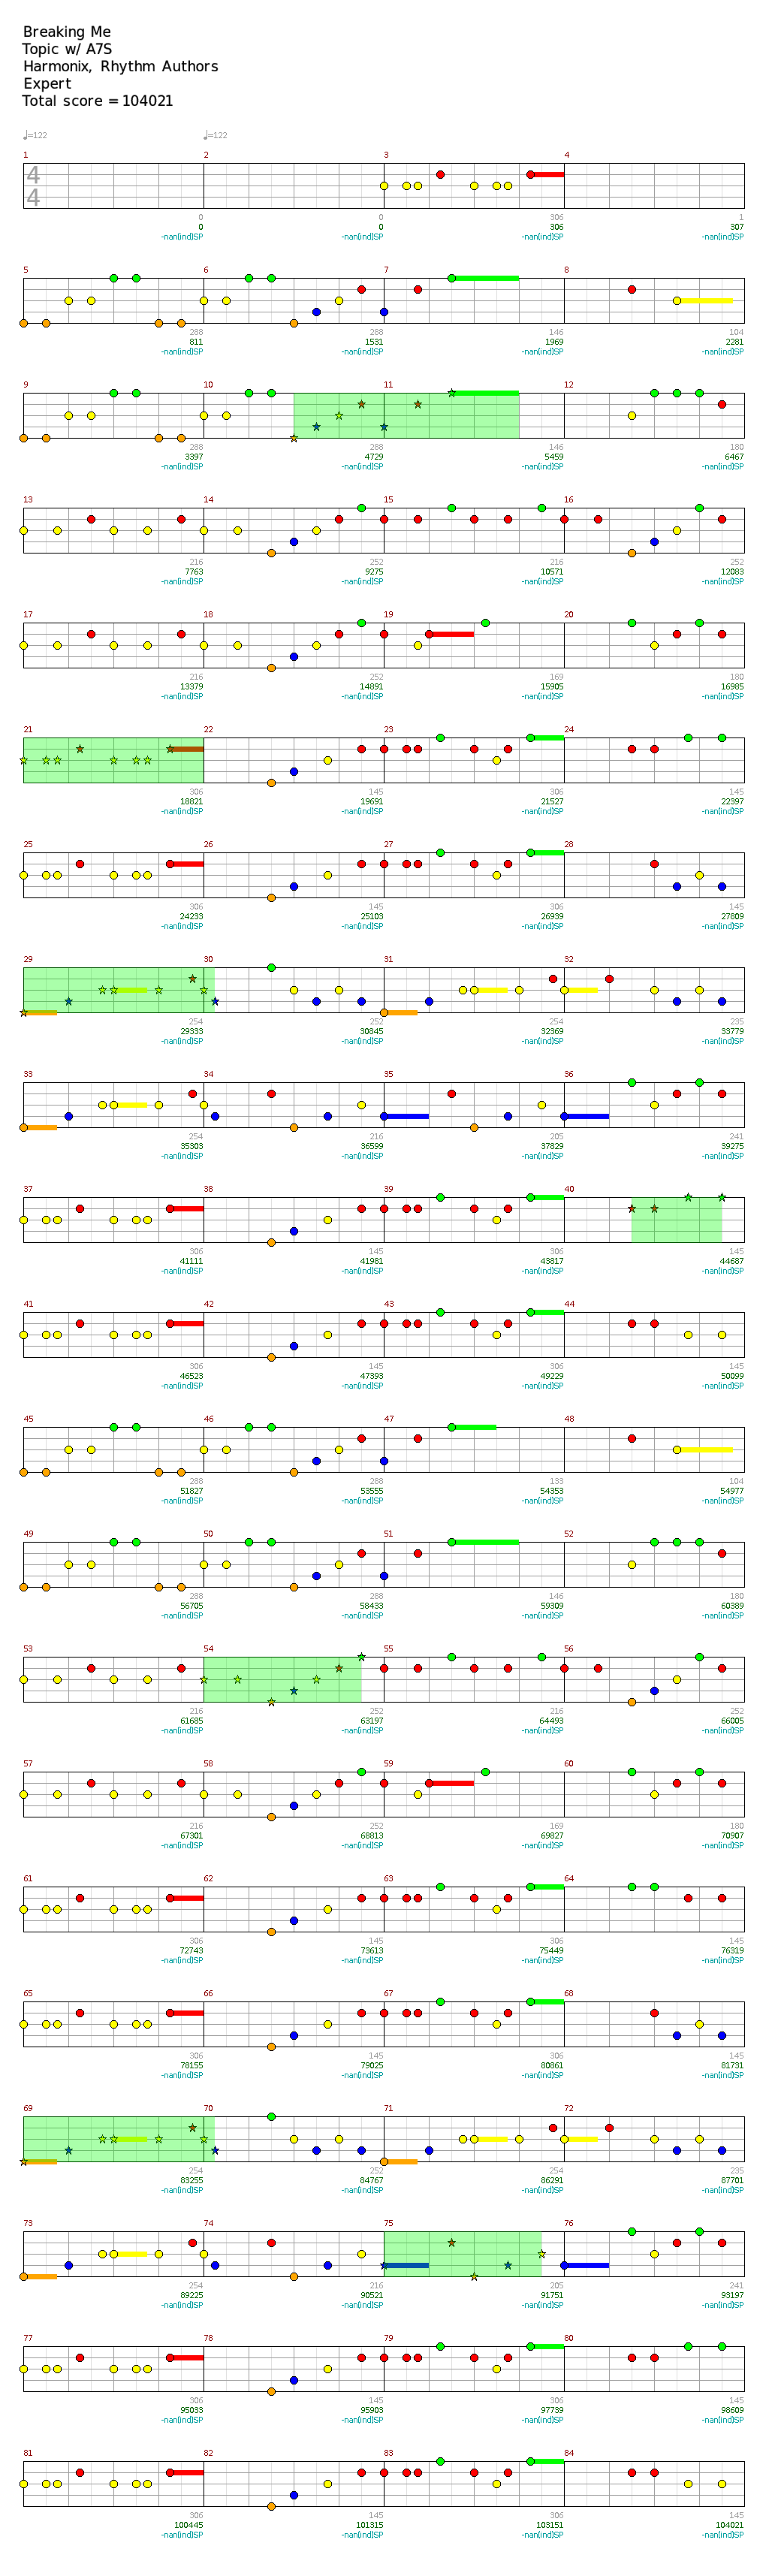 Breaking Me
Topic w/ A7S
Harmonix, Rhythm Authors
Expert
Total score = 104021
♩=122 ♩=122
1 2 3 4
4
4
0 0 306 1
0 0 306 307
-nan(ind)SP -nan(ind)SP -nan(ind)SP -nan(ind)SP
5 6 7 8
288 288 146 104
811 1531 1969 2281
-nan(ind)SP -nan(ind)SP -nan(ind)SP -nan(ind)SP
9 10 11 12
288 288 146 180
3397 4729 5459 6467
-nan(ind)SP -nan(ind)SP -nan(ind)SP -nan(ind)SP
13 14 15 16
216 252 216 252
7763 9275 10571 12083
-nan(ind)SP -nan(ind)SP -nan(ind)SP -nan(ind)SP
17 18 19 20
216 252 169 180
13379 14891 15905 16985
-nan(ind)SP -nan(ind)SP -nan(ind)SP -nan(ind)SP
21 22 23 24
306 145 307 145
18821 19691 21527 22397
-nan(ind)SP -nan(ind)SP -nan(ind)SP -nan(ind)SP
25 26 27 28
306 145 306 145
24233 25103 26939 27809
-nan(ind)SP -nan(ind)SP -nan(ind)SP -nan(ind)SP
29 30 31 32
254 252 254 235
29333 30845 32369 33779
-nan(ind)SP -nan(ind)SP -nan(ind)SP -nan(ind)SP
33 34 35 36
254 216 205 241
35303 36599 37829 39275
-nan(ind)SP -nan(ind)SP -nan(ind)SP -nan(ind)SP
37 38 39 40
306 145 306 145
41111 41981 43817 44687
-nan(ind)SP -nan(ind)SP -nan(ind)SP -nan(ind)SP
41 42 43 44
306 145 306 145
46523 47393 49229 50099
-nan(ind)SP -nan(ind)SP -nan(ind)SP -nan(ind)SP
45 46 47 48
288 288 133 104
51827 53555 54353 54977
-nan(ind)SP -nan(ind)SP -nan(ind)SP -nan(ind)SP
49 50 51 52
288 288 146 180
56705 58433 59309 60389
-nan(ind)SP -nan(ind)SP -nan(ind)SP -nan(ind)SP
53 54 55 56
216 252 216 252
61685 63197 64493 66005
-nan(ind)SP -nan(ind)SP -nan(ind)SP -nan(ind)SP
57 58 59 60
216 252 169 180
67301 68813 69827 70907
-nan(ind)SP -nan(ind)SP -nan(ind)SP -nan(ind)SP
61 62 63 64
306 145 306 145
72743 73613 75449 76319
-nan(ind)SP -nan(ind)SP -nan(ind)SP -nan(ind)SP
65 66 67 68
306 145 306 145
78155 79025 80861 81731
-nan(ind)SP -nan(ind)SP -nan(ind)SP -nan(ind)SP
69 70 71 72
254 252 254 235
83255 84767 86291 87701
-nan(ind)SP -nan(ind)SP -nan(ind)SP -nan(ind)SP
73 74 75 76
254 216 205 241
89225 90521 91751 93197
-nan(ind)SP -nan(ind)SP -nan(ind)SP -nan(ind)SP
77 78 79 80
306 145 306 145
95033 95903 97739 98609
-nan(ind)SP -nan(ind)SP -nan(ind)SP -nan(ind)SP
81 82 83 84
306 145 306 145
100445 101315 103151 104021
-nan(ind)SP -nan(ind)SP -nan(ind)SP -nan(ind)SP